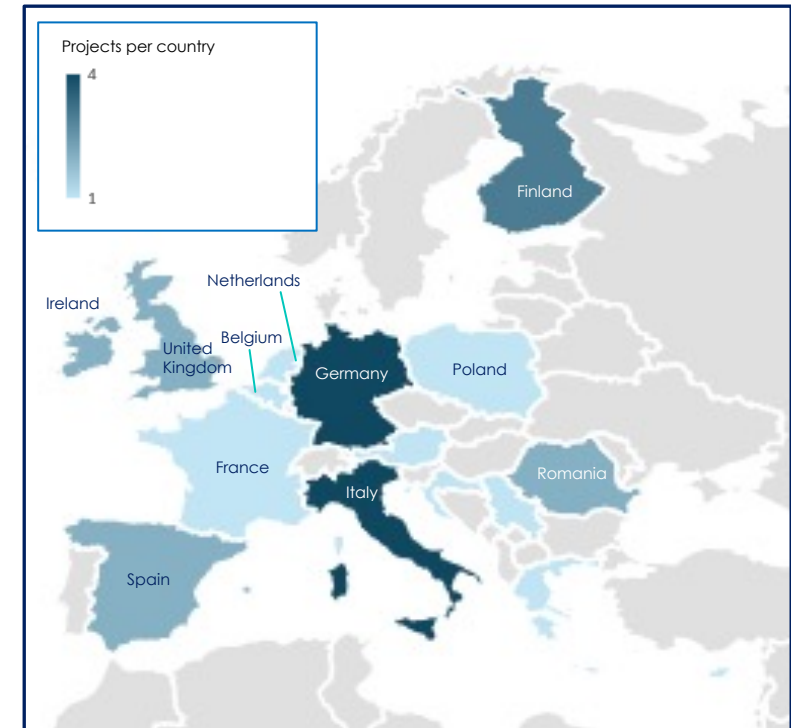 Projects per country
4
1
Finland
Netherlands
Ireland
Belgium
United
Kingdom
Germany
Poland
France
Romania
Italy
Spain